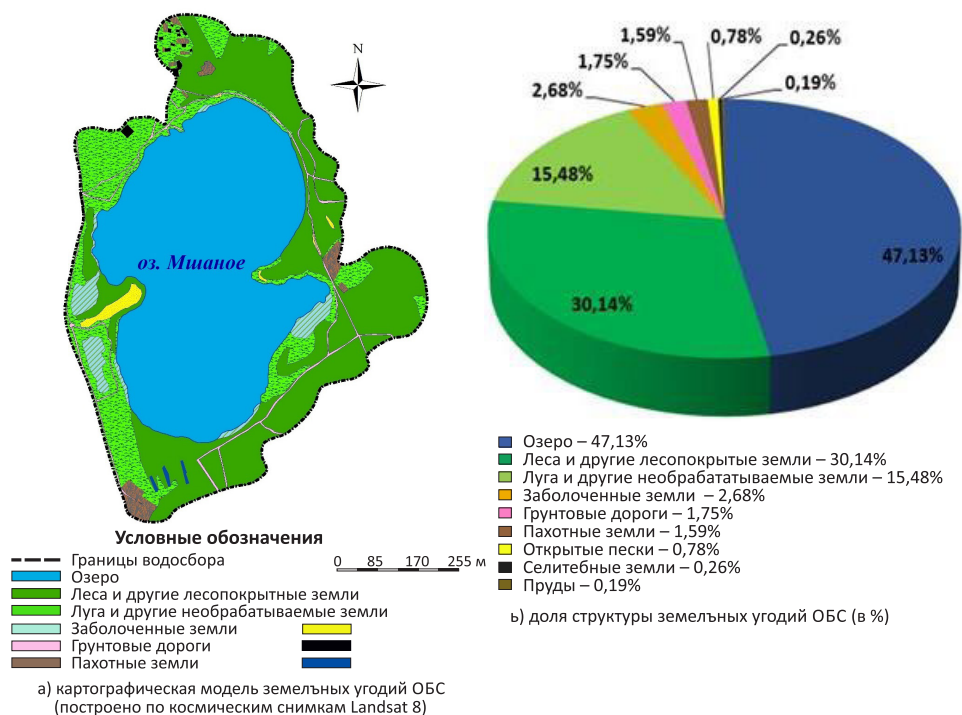 N
оз. Мшаное
Условные обозначения
Границы водосбора
0 85 170 255 м
Озеро
Леса и другие лесопокрытные земли
Луга и другие необрабатываемые земли
Заболоченные земли
Грунтовые дороги
Пахотные земли
а) картографическая модель земелъных угодий ОБС
(построено по космическим снимкам Landsat 8)
1,59%
0,78%
0,26%
1,75%
0,19%
2,68%
15,48%
47,13%
30,14%
Озеро – 47,13%
Леса и другие лесопокрытые земли – 30,14%
Луга и другие необрабататываемые земли – 15,48%
Заболоченные земли – 2,68%
Грунтовые дороги – 1,75%
Пахотные земли – 1,59%
Открытые пески – 0,78%
Селитебные земли – 0,26%
Пруды – 0,19%
ь) доля структуры земелъных угодий ОБС (в %)